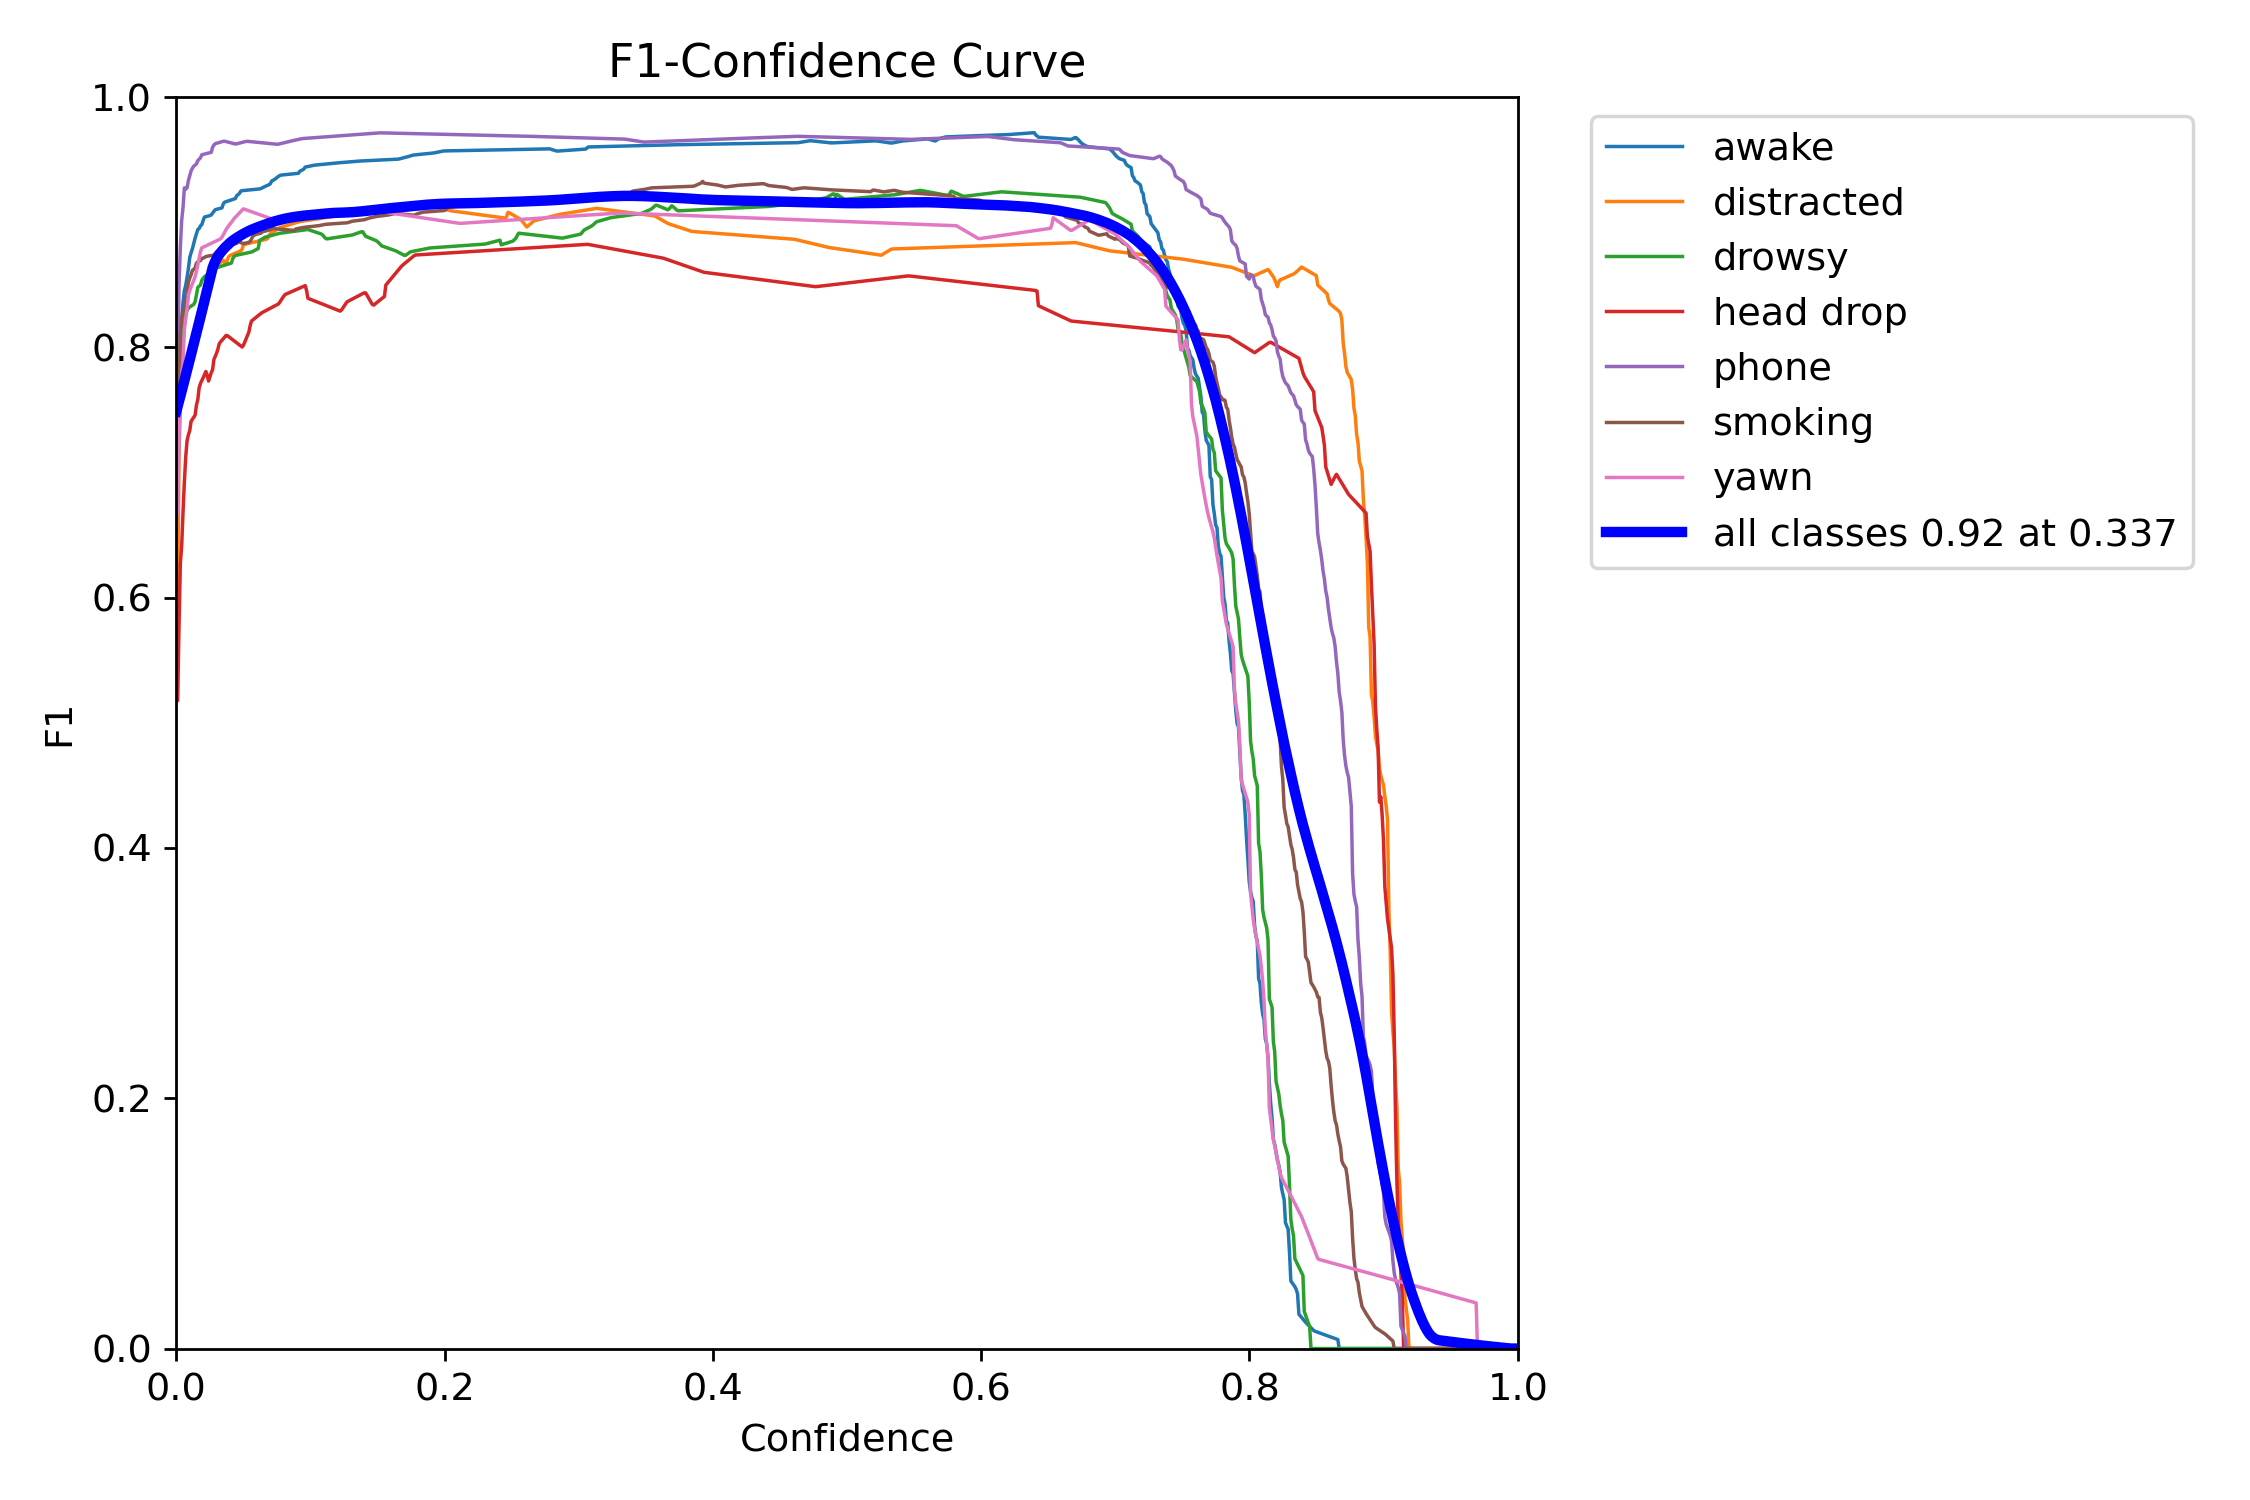 F1-Confidence Curve
1.0
0.8
0.6
0.4
0.2
0.0
F1
0.0 0.2 0.4 0.6 0.8 1.0
Confidence
awake
distracted
drowsy
head drop
phone
smoking
yawn
all classes 0.92 at 0.337